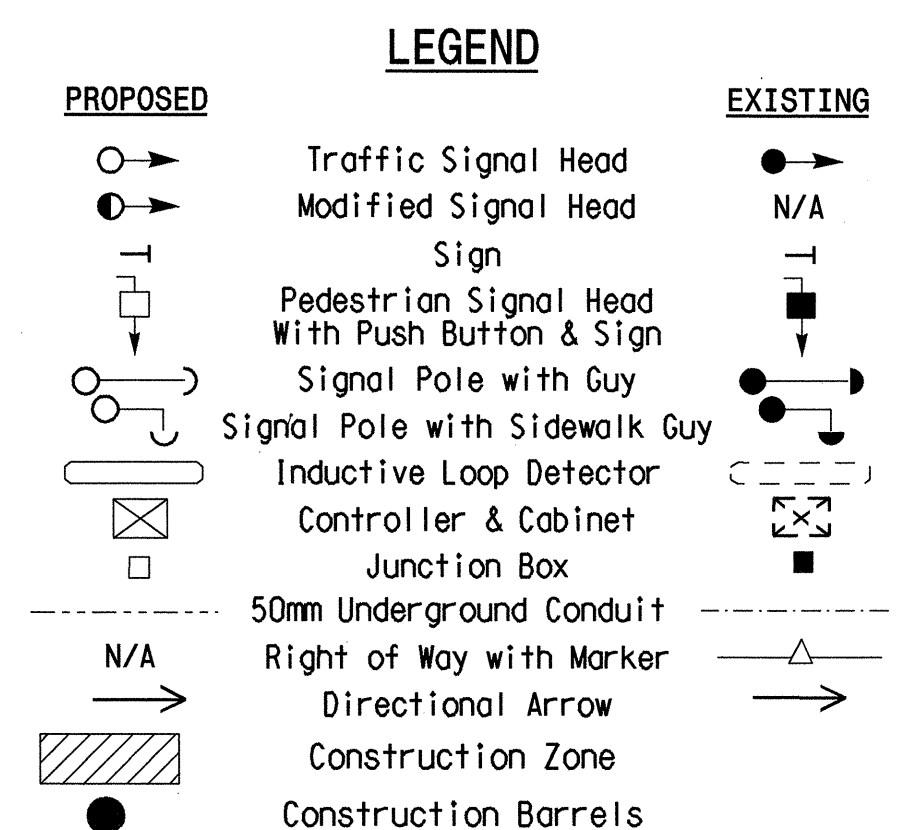 LEGEND
PROPOSED
EXISTING
Traffic Signal Head
Modified Signal Head N/A
Sign
Pedestrian Signal Head
With Push Button & Sign
Signal Pole with Guy
Signal Pole with Sidewalk Guy
Inductive Loop Detector
Controller & Cabinet
Junction Box
50mm Underground Conduit
N/A Right of Way with Marker
Directional Arrow
Construction Zone
Construction Barrels